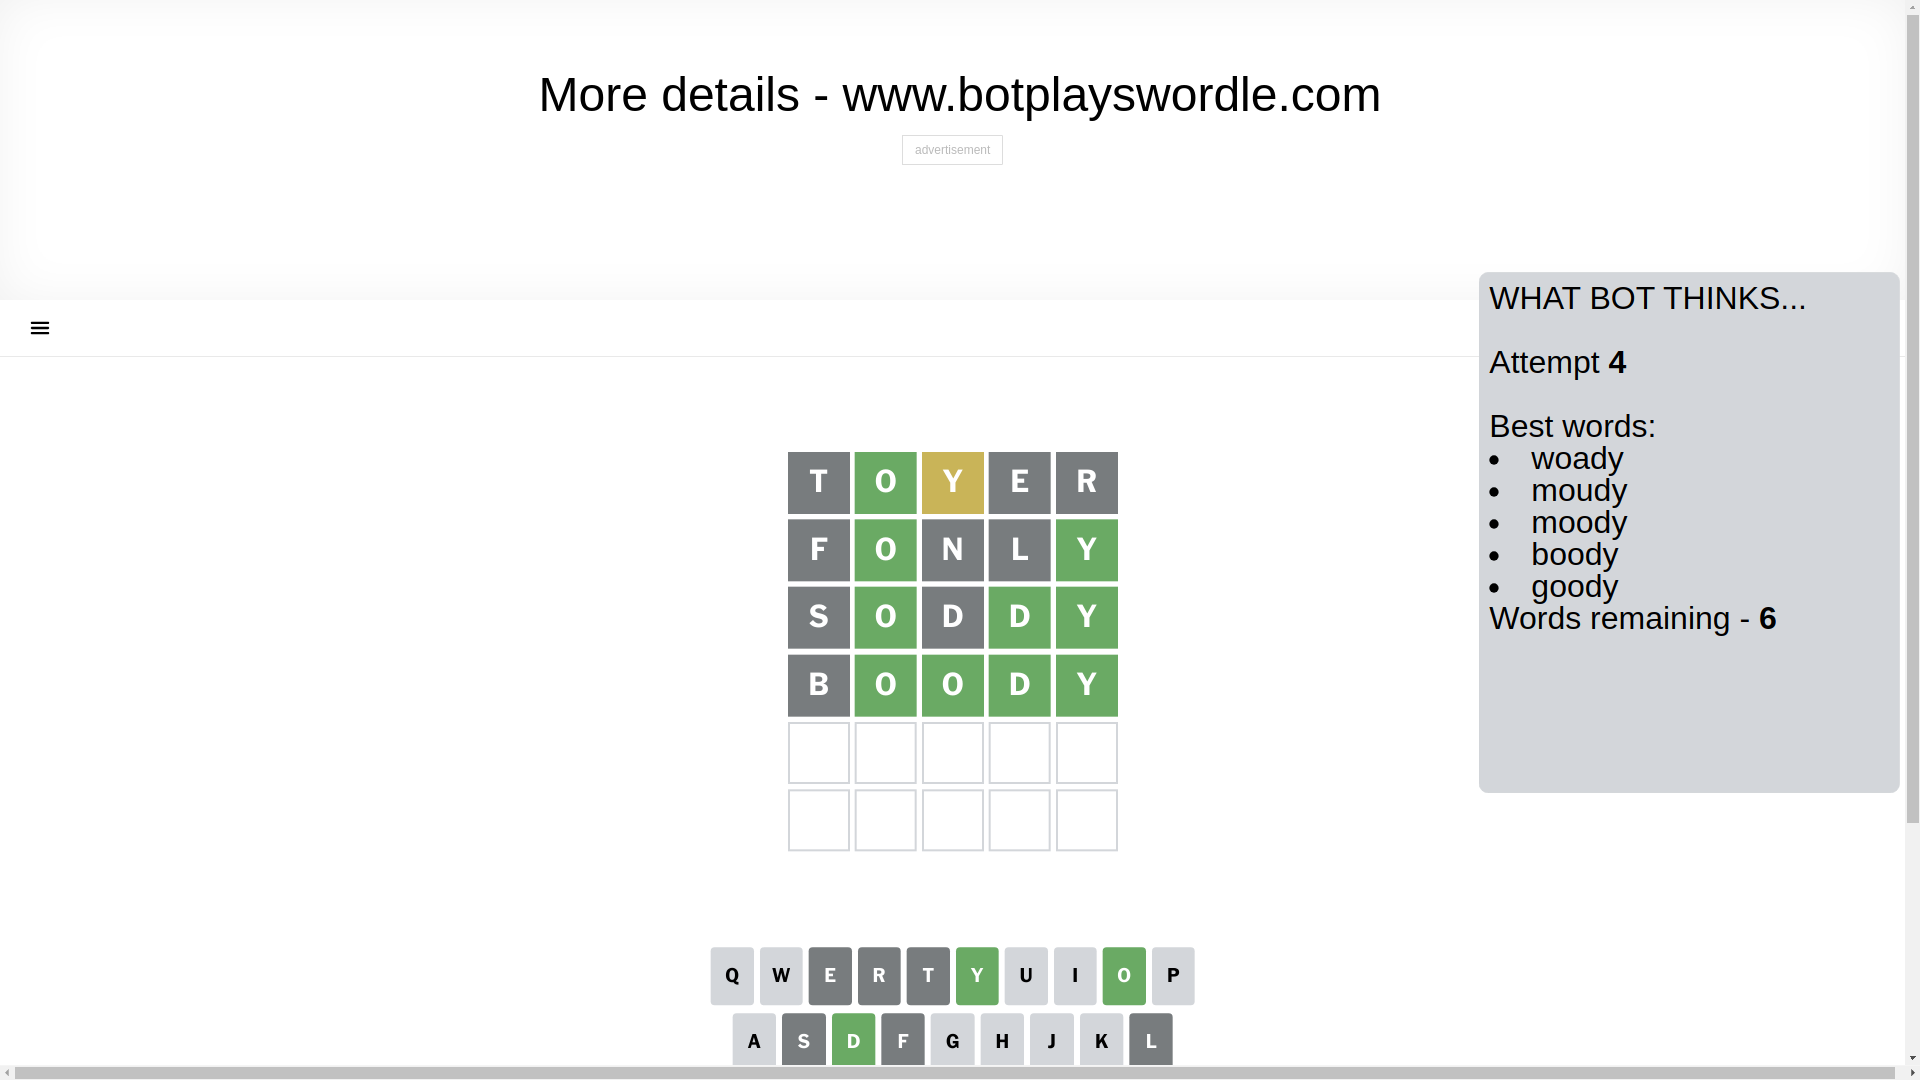 More details - www.botplayswordle.com
advertisement
WHAT BOT THINKS...
Attempt 4
Best words:
woady
moudy
moody
boody
goody
Words remaining - 6
T O Y E R
F O N L Y
S O D D Y
B O O D Y
Q W E R T Y U I O P
A S D F G H J K L